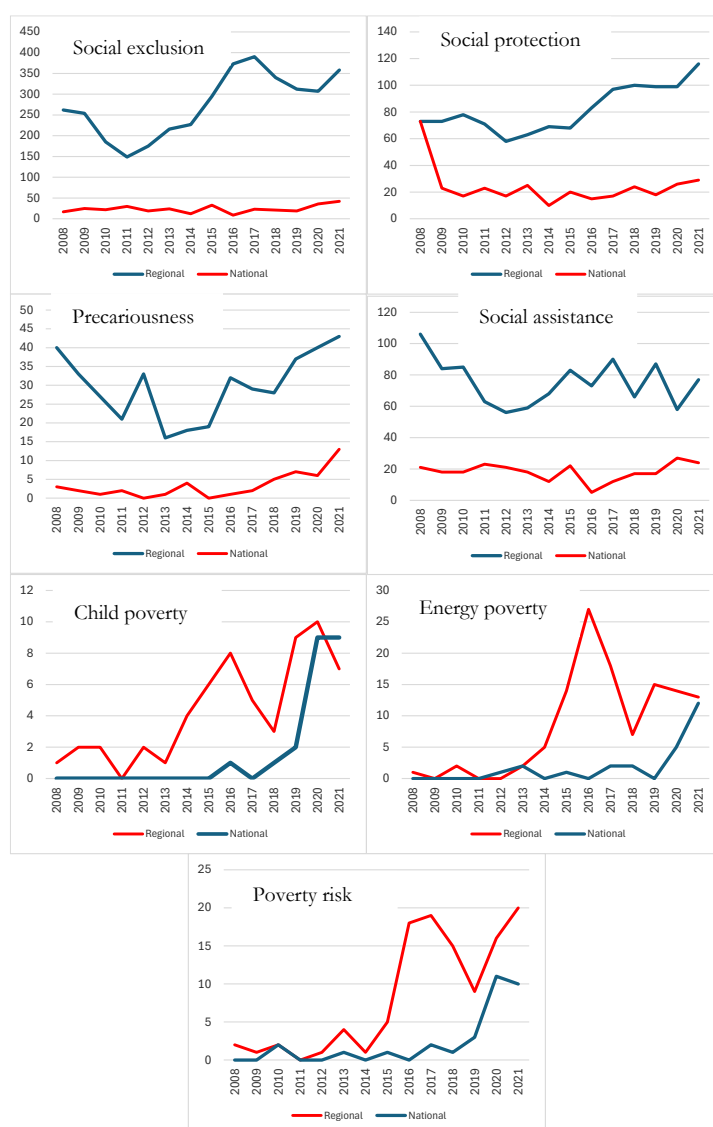 Social exclusion
450
400
350
300
250
200
150
100
50
0
2008 2009 2010 2011 2012 2013 2014 2015 2016 2017 2018 2019 2020 2021
Regional National
Social protection
140
120
100
80
60
40
20
0
2008 2009 2010 2011 2012 2013 2014 2015 2016 2017 2018 2019 2020 2021
Regional National
Precariousness
50
45
40
35
30
25
20
15
10
5
0
2008 2009 2010 2011 2012 2013 2014 2015 2016 2017 2018 2019 2020 2021
Regional National
Social assistance
120
100
80
60
40
20
0
2008 2009 2010 2011 2012 2013 2014 2015 2016 2017 2018 2019 2020 2021
Regional National
Child poverty
12
10
8
6
4
2
0
2008 2009 2010 2011 2012 2013 2014 2015 2016 2017 2018 2019 2020 2021
Regional National
Energy poverty
30
25
20
15
10
5
0
2008 2009 2010 2011 2012 2013 2014 2015 2016 2017 2018 2019 2020 2021
Regional National
Poverty risk
25
20
15
10
5
0
2008 2009 2010 2011 2012 2013 2014 2015 2016 2017 2018 2019 2020 2021
Regional National